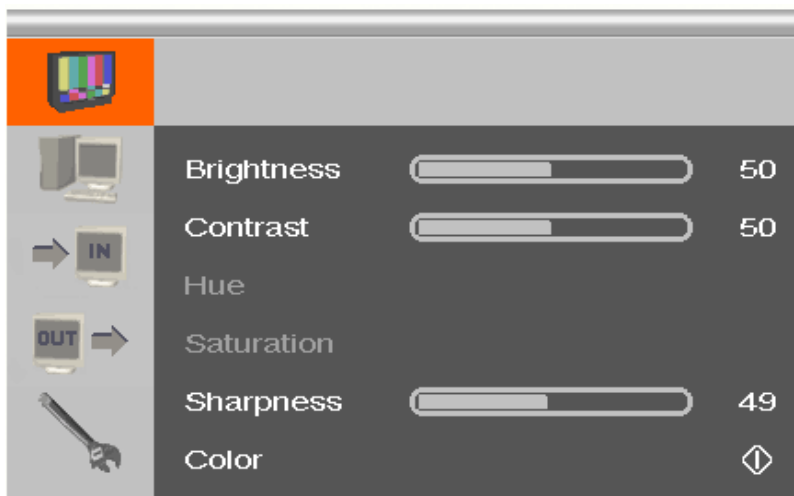 Brightness 50
Contrast 50
IN
Hue
OUT
Saturation
Sharpness 49
Color